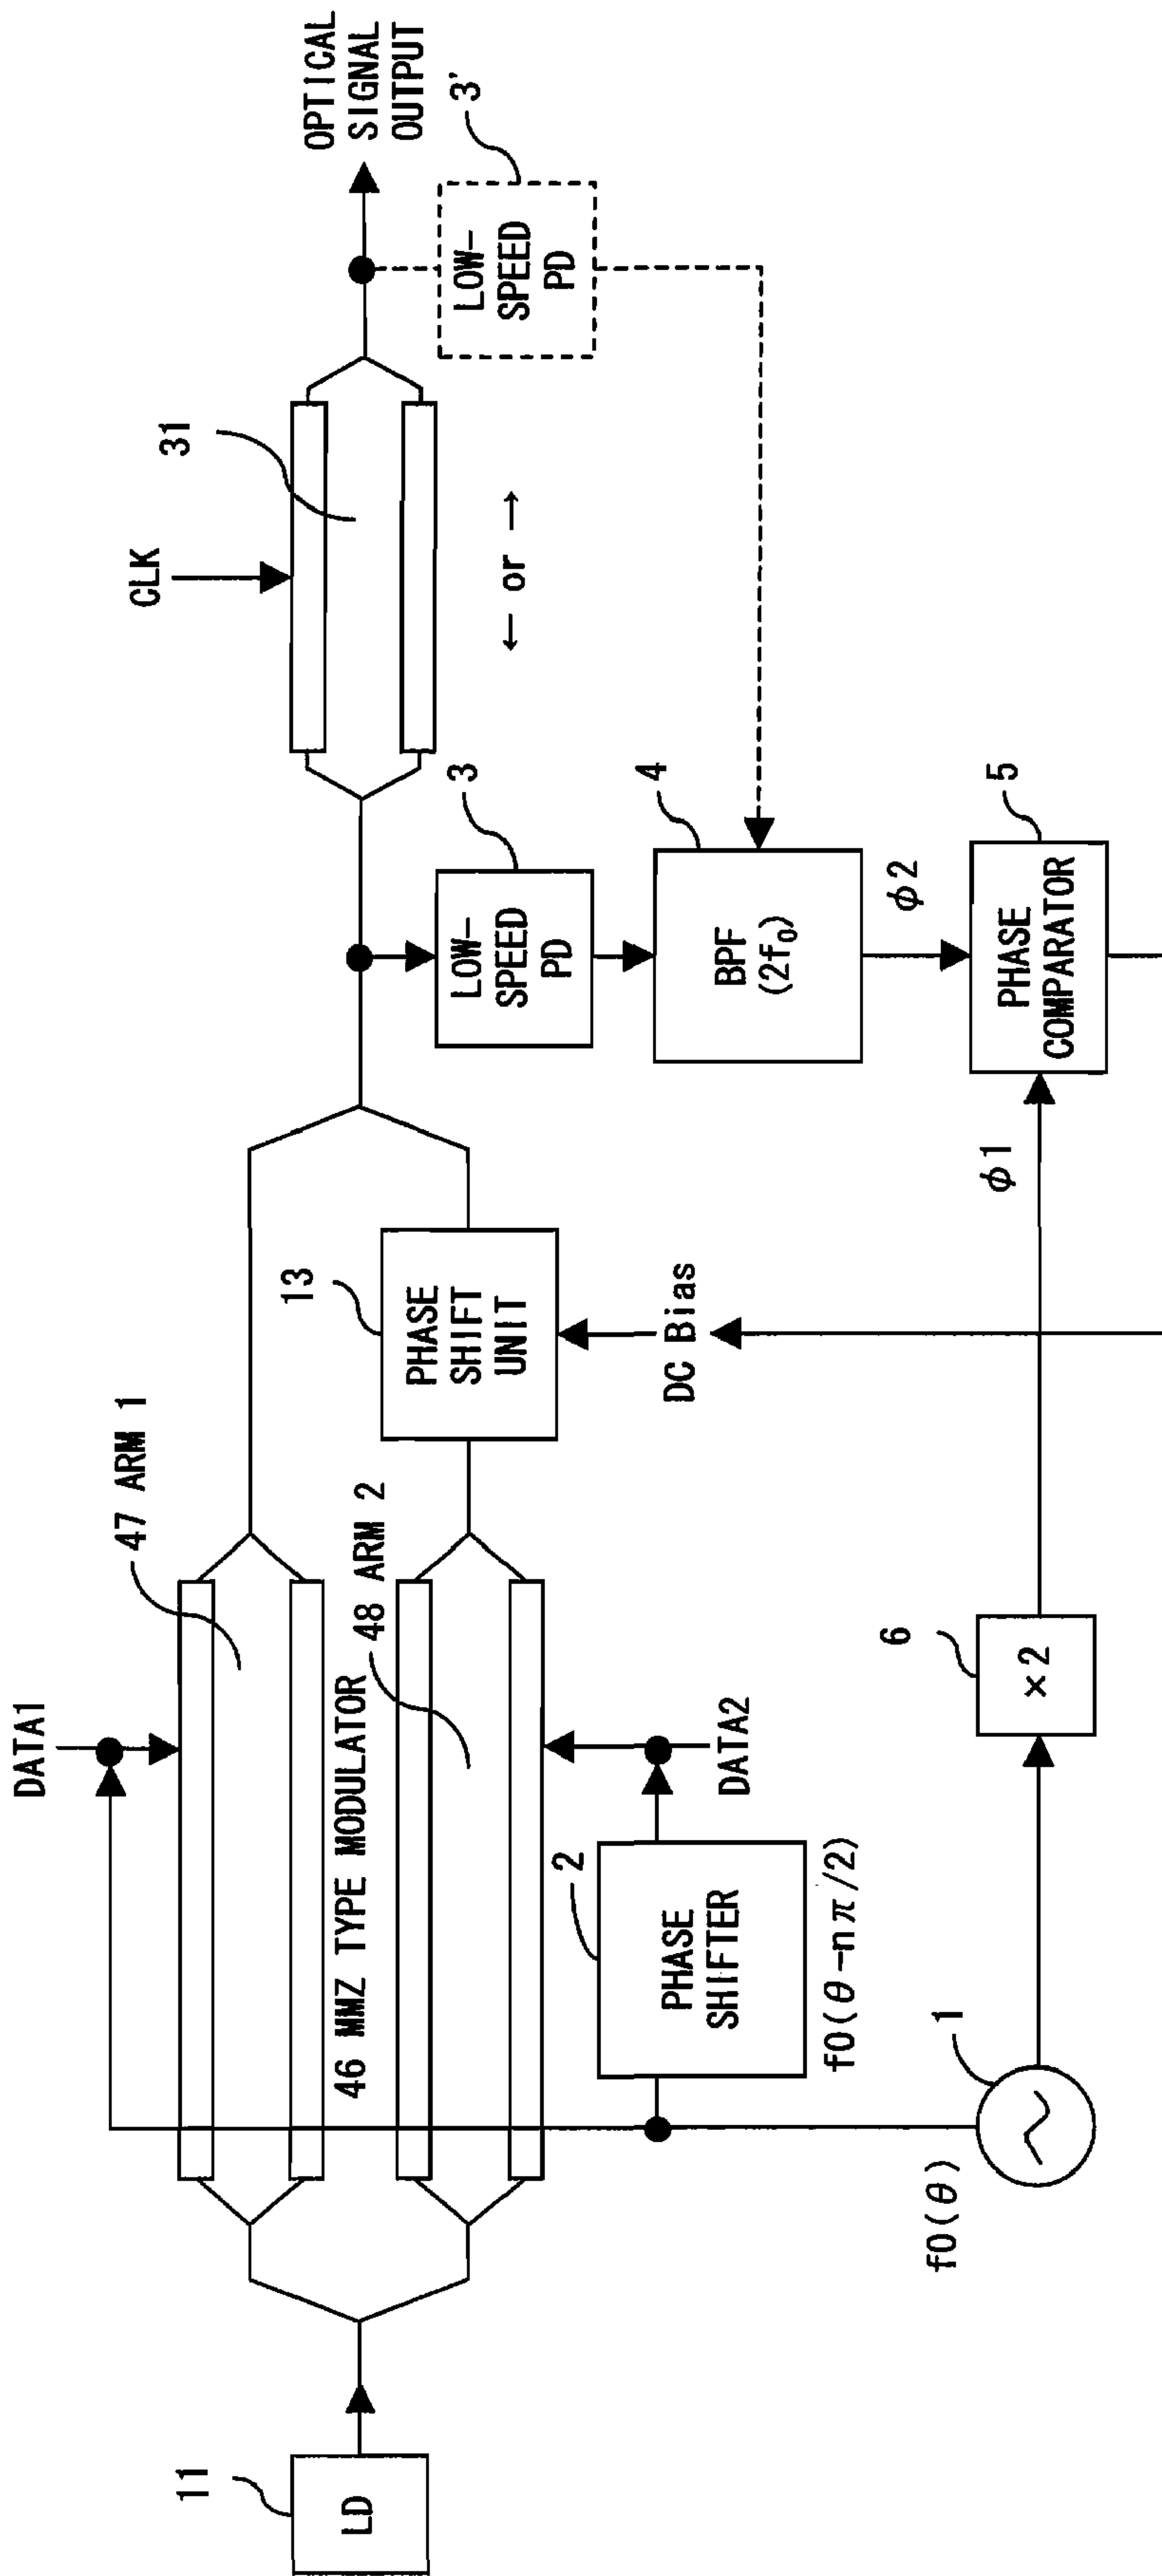 11
LD
DATA1
47 ARM 1
46 MMZ TYPE MODULATOR
48 ARM 2
DATA2
2
PHASE
SHIFTER
f0(θ-nπ/2)
f0(θ)
1
6
×2
13
PHASE
SHIFT
UNIT
DC Bias
φ1
3
LOW-
SPEED
PD
4
BPF
(2f₀)
φ2
5
PHASE
COMPARATOR
CLK
31
← or →
3'
LOW-
SPEED
PD
OPTICAL
SIGNAL
OUTPUT